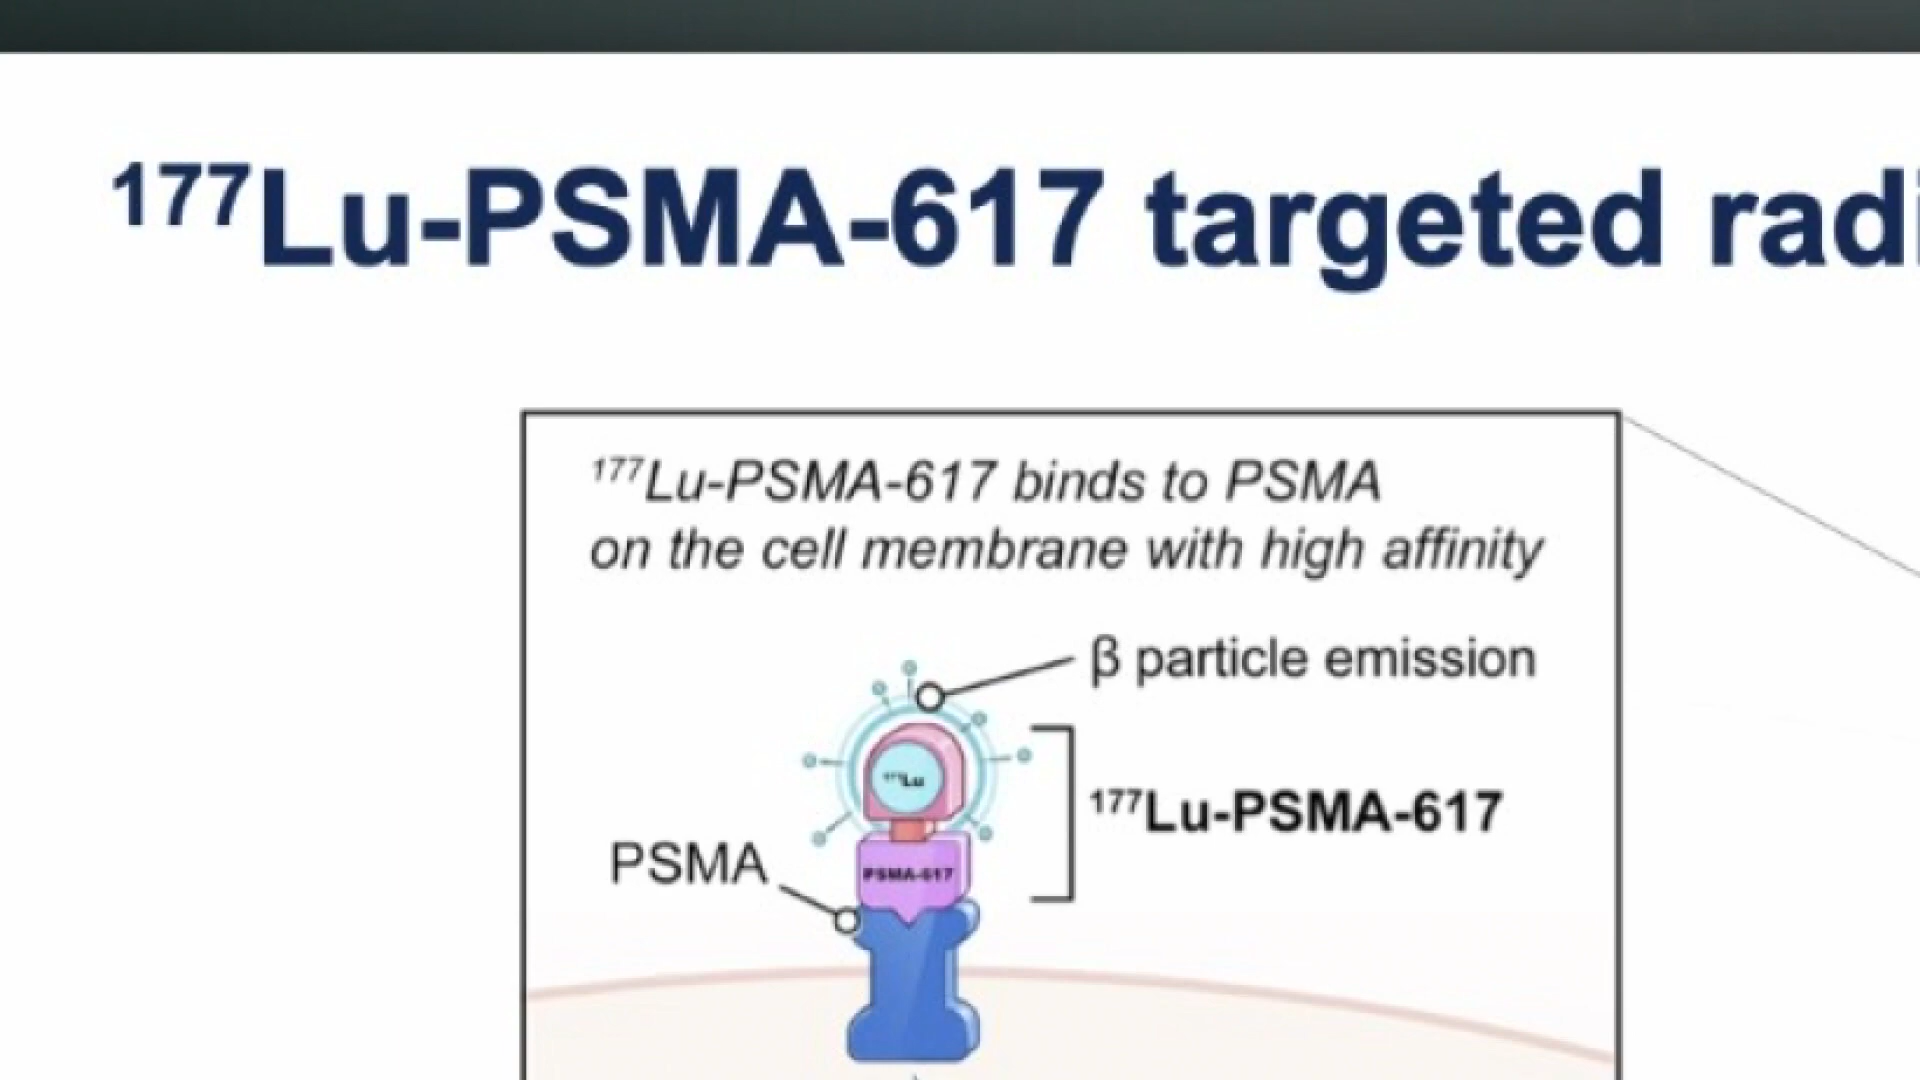 ¹⁷⁷Lu-PSMA-617 targeted radi
¹⁷⁷Lu-PSMA-617 binds to PSMA
on the cell membrane with high affinity
β particle emission
¹⁷⁷Lu
¹⁷⁷Lu-PSMA-617
PSMA
PSMA-617